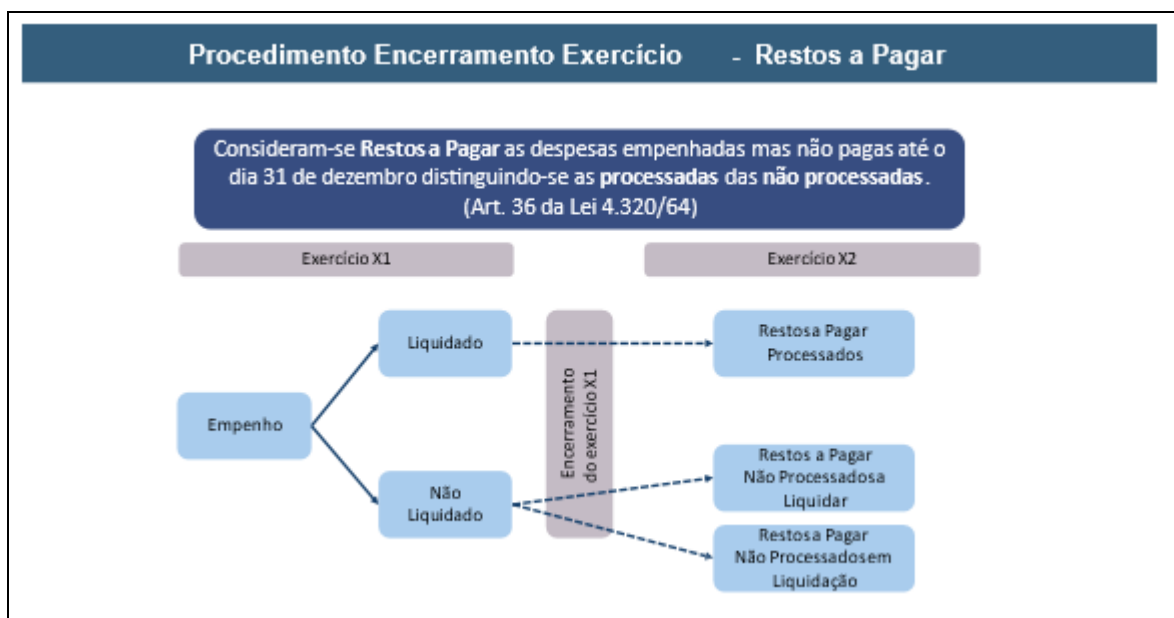 Procedimento Encerramento Exercício - Restos a Pagar
Consideram-se Restos a Pagar as despesas empenhadas mas não pagas até o
dia 31 de dezembro distinguindo-se as processadas das não processadas.
(Art. 36 da Lei 4.320/64)
Exercício X1
Exercício X2
Empenho
Liquidado
Não
Liquidado
Encerramento
do exercício X1
Restosa Pagar
Processados
Restos a Pagar
Não Processadosa
Liquidar
Restosa Pagar
Não Processadosem
Liquidação